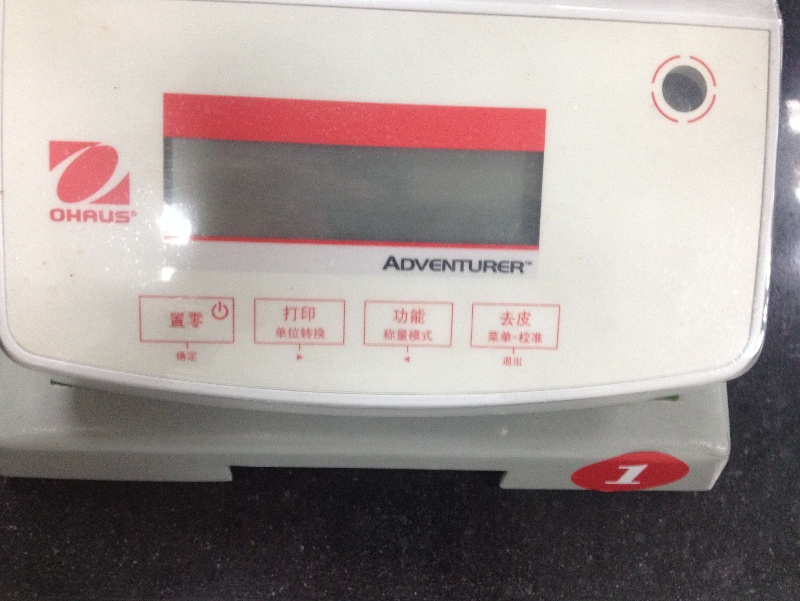 OHAUS®
ADVENTURER™
置零
确定
打印
单位转换
▶
功能
称量模式
◀
去皮
菜单-校准
退出
1